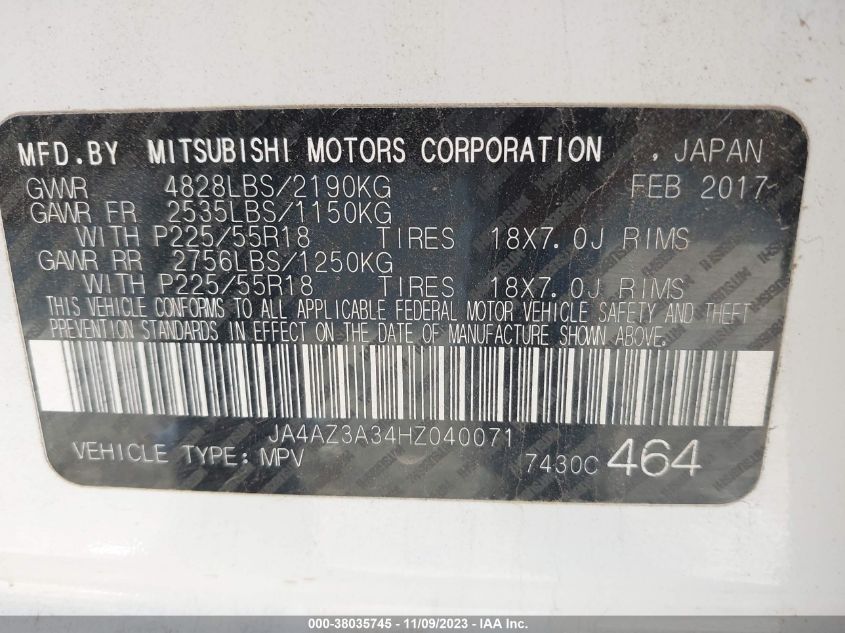 MFD.BY MITSUBISHI MOTORS CORPORATION , JAPAN
GVWR 4828LBS/2190KG FEB 2017
GAWR FR 2535LBS/1150KG
WITH P225/55R18 TIRES 18X7.0J RIMS
GAWR RR 2756LBS/1250KG
WITH P225/55R18 TIRES 18X7.0J RIMS
THIS VEHICLE CONFORMS TO ALL APPLICABLE FEDERAL MOTOR VEHICLE SAFETY AND THEFT
PREVENTION STANDARDS IN EFFECT ON THE DATE OF MANUFACTURE SHOWN ABOVE.
JA4AZ3A34HZ040071
VEHICLE TYPE: MPV 7430C 464
000-38035745 - 11/09/2023 - IAA Inc.